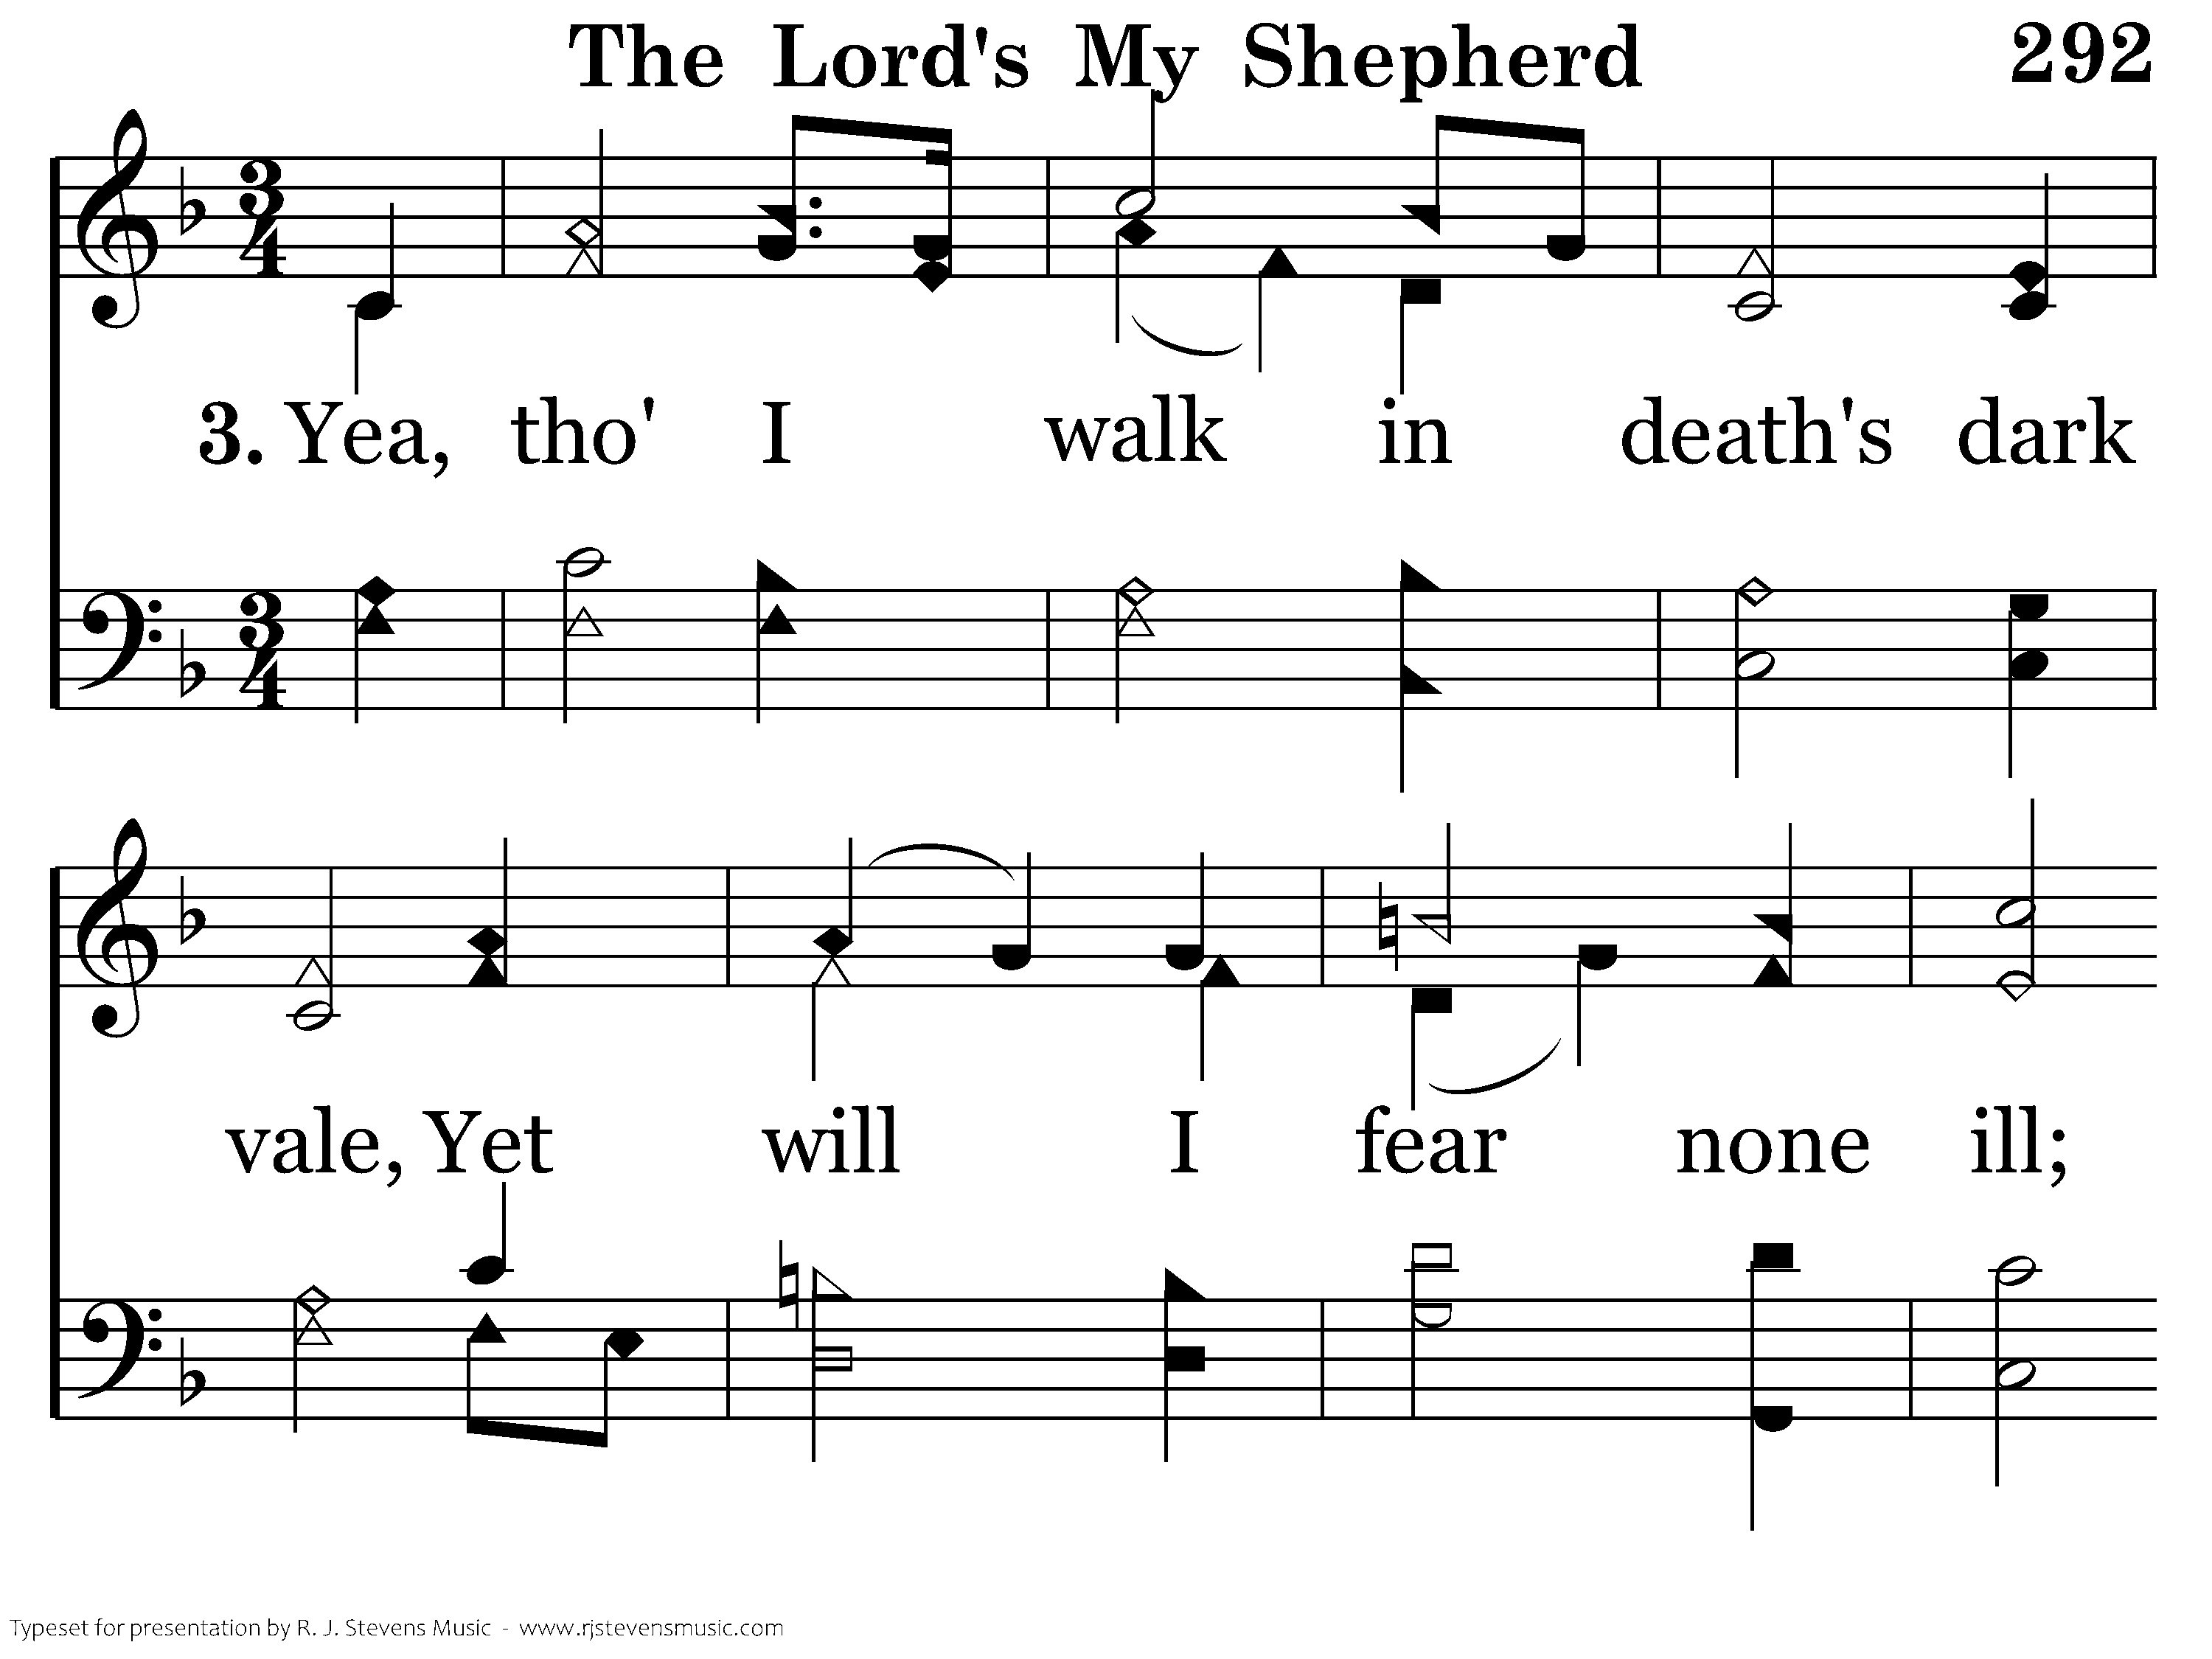 The Lord's My Shepherd 292
3. Yea, tho' I walk in death's dark
vale, Yet will I fear none ill;
Typeset for presentation by R. J. Stevens Music - www.rjstevensmusic.com